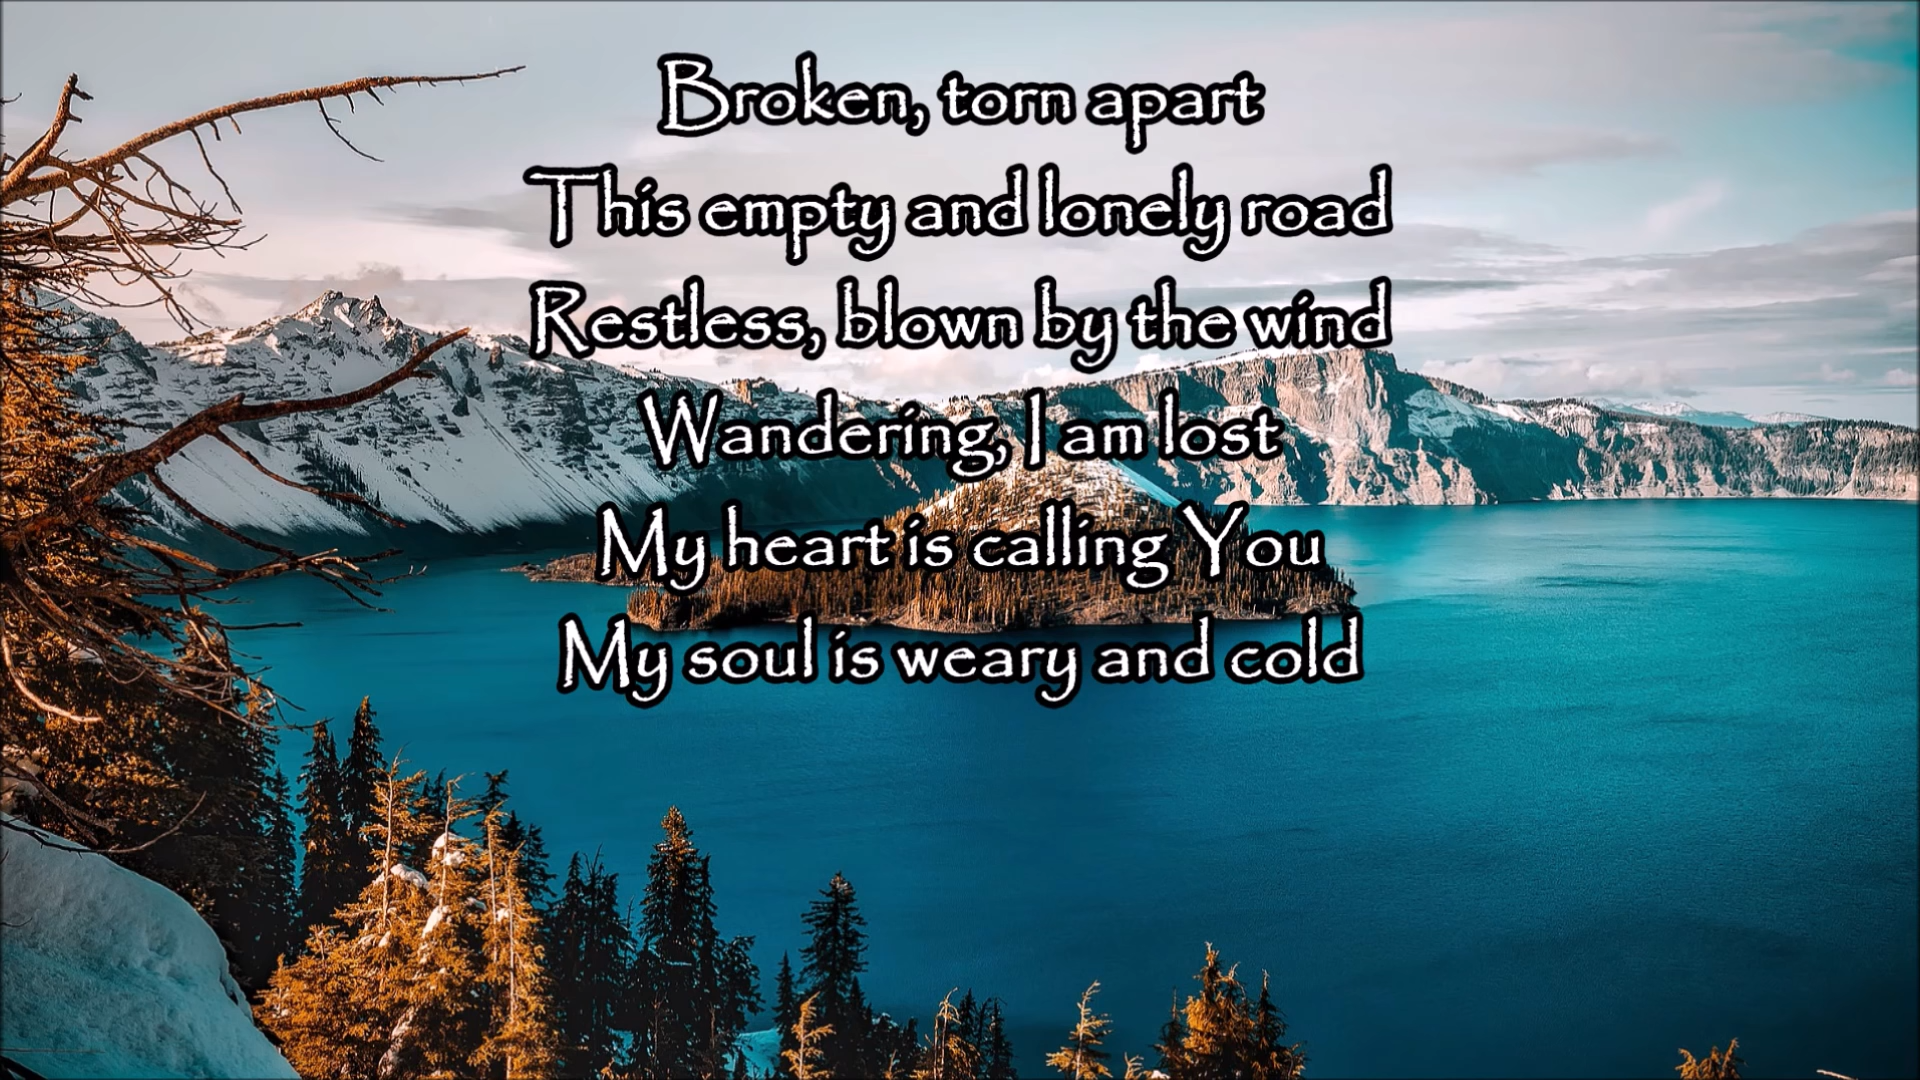 Broken, torn apart
This empty and lonely road
Restless, blown by the wind
Wandering, I am lost
My heart is calling You
My soul is weary and cold